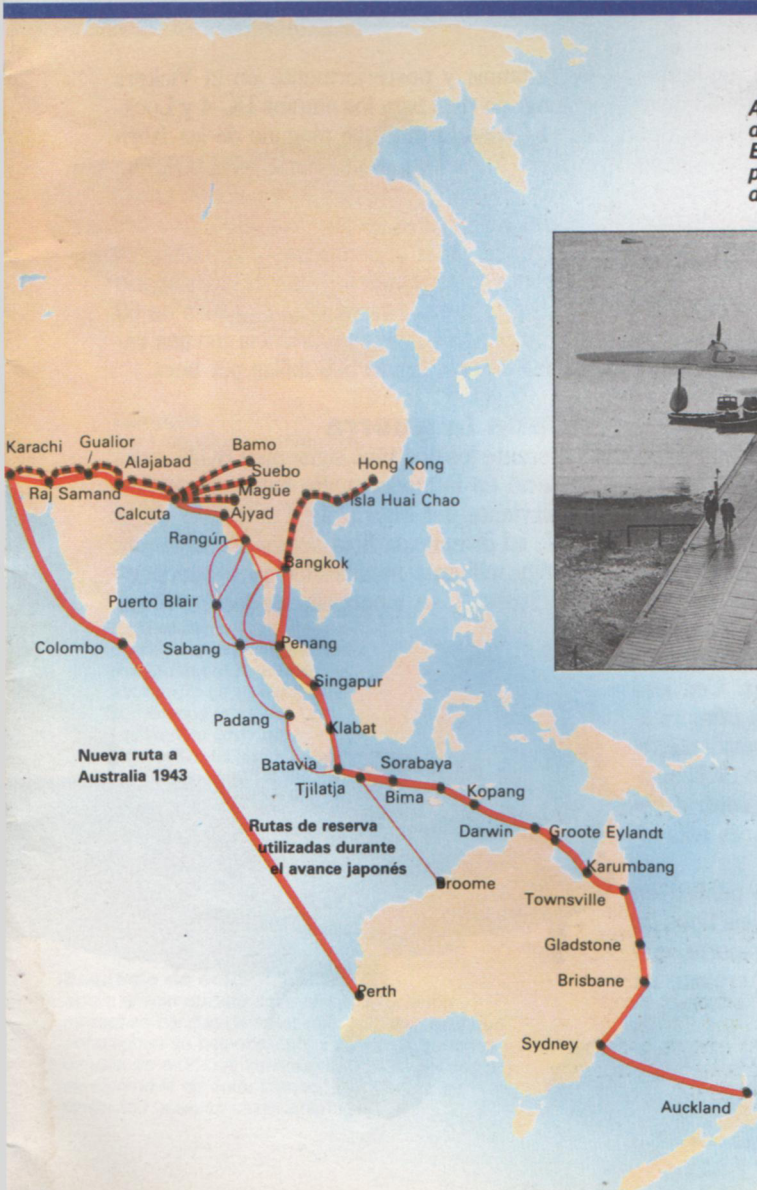 Karachi
Gualior
Alajabad
Raj Samand
Calcuta
Bamo
Suebo
Magüe
Ajyad
Hong Kong
Isla Huai Chao
Rangún
Bangkok
Puerto Blair
Colombo
Sabang
Penang
Singapur
Padang
Klabat
Nueva ruta a
Australia 1943
Batavia
Sorabaya
Tjilatja
Bima
Kopang
Rutas de reserva
utilizadas durante
el avance japonés
Darwin
Groote Eylandt
Karumbang
Broome
Townsville
Gladstone
Brisbane
Perth
Sydney
Auckland